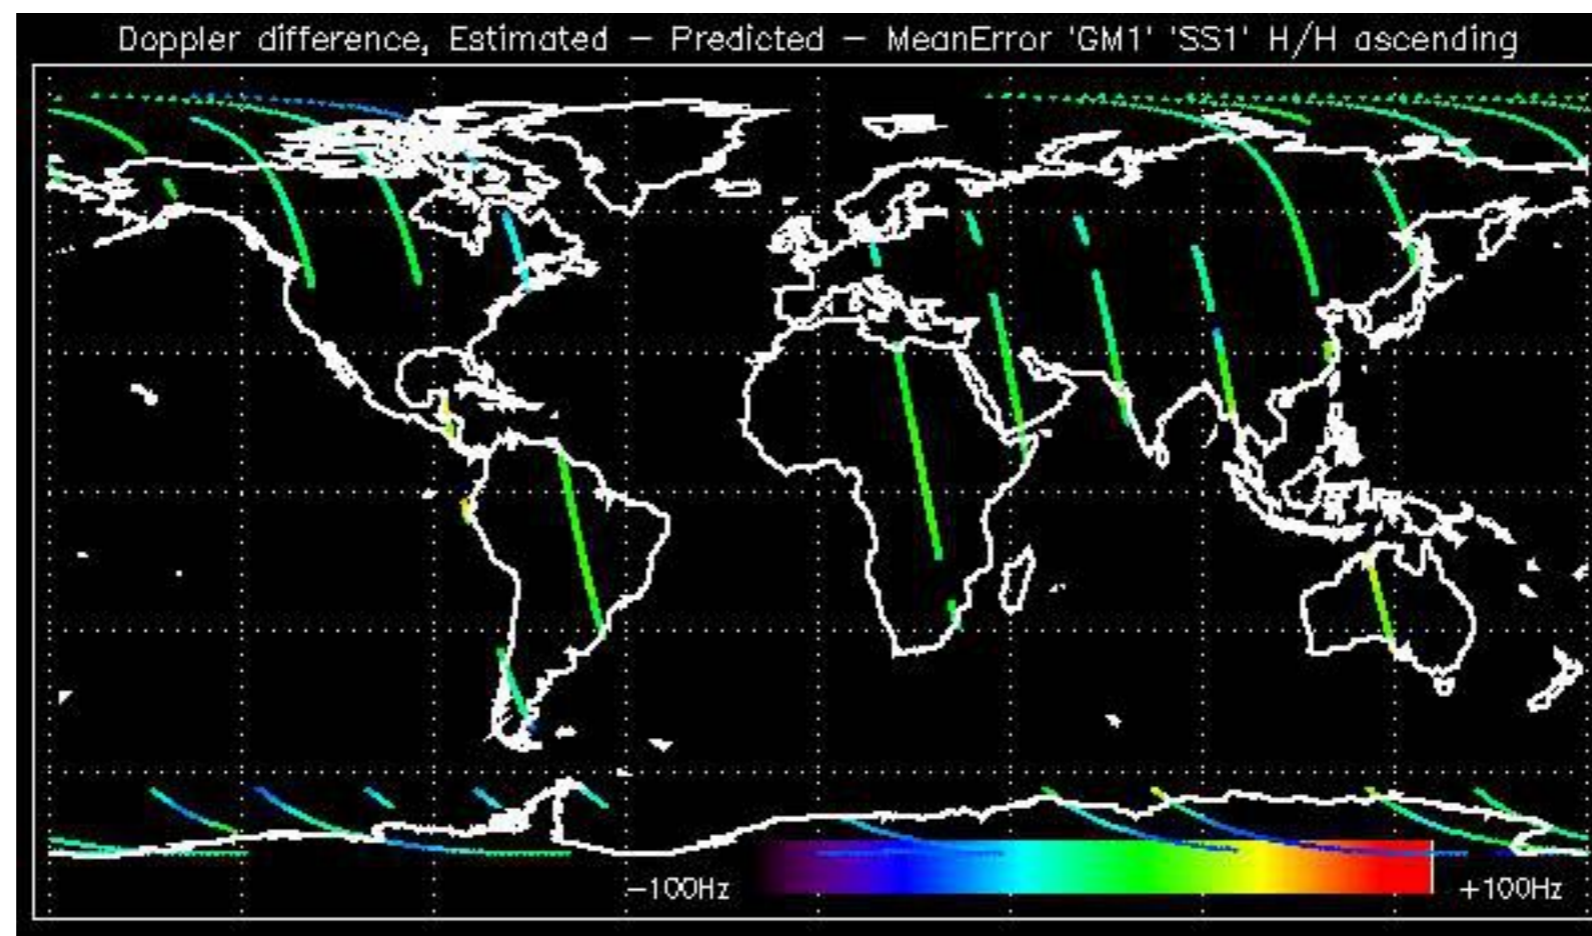 Doppler difference, Estimated – Predicted – MeanError 'GM1' 'SS1' H/H ascending
–100Hz
+100Hz